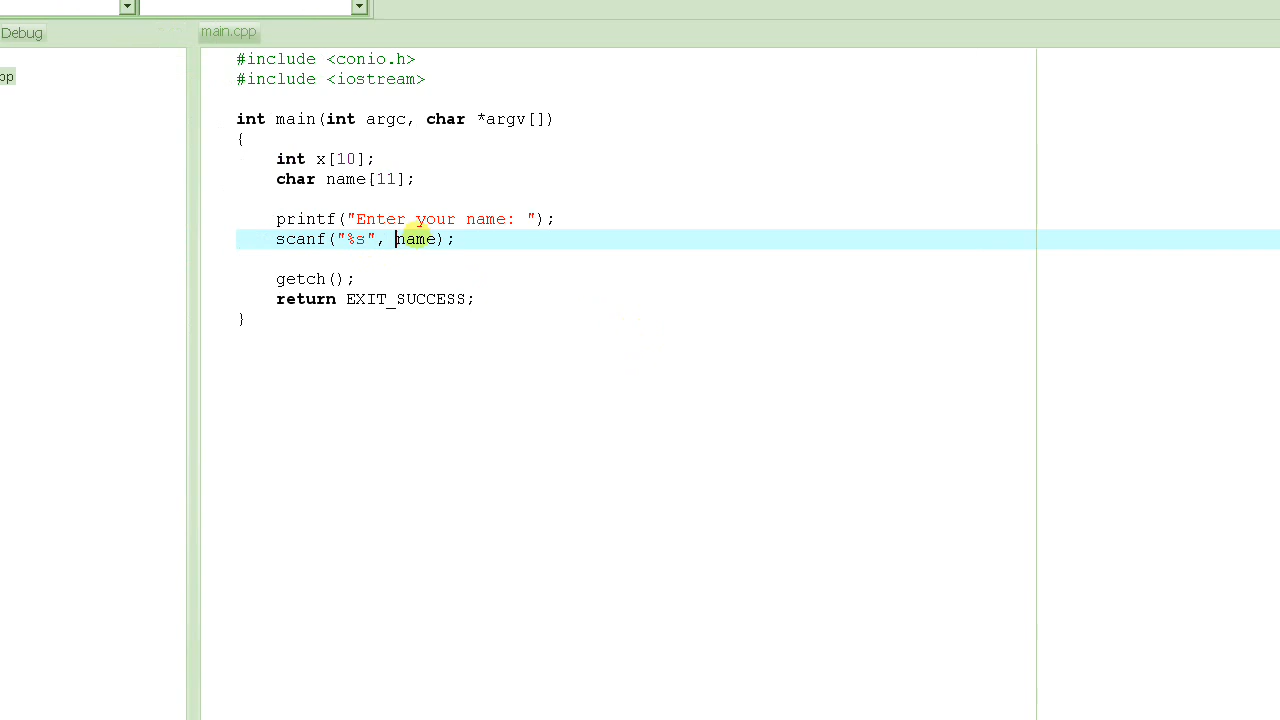 Debug
main.cpp
pp
#include <conio.h>
#include <iostream>
int main(int argc, char *argv[])
{
int x[10];
char name[11];
printf("Enter your name: ");
scanf("%s", name);
getch();
return EXIT_SUCCESS;
}